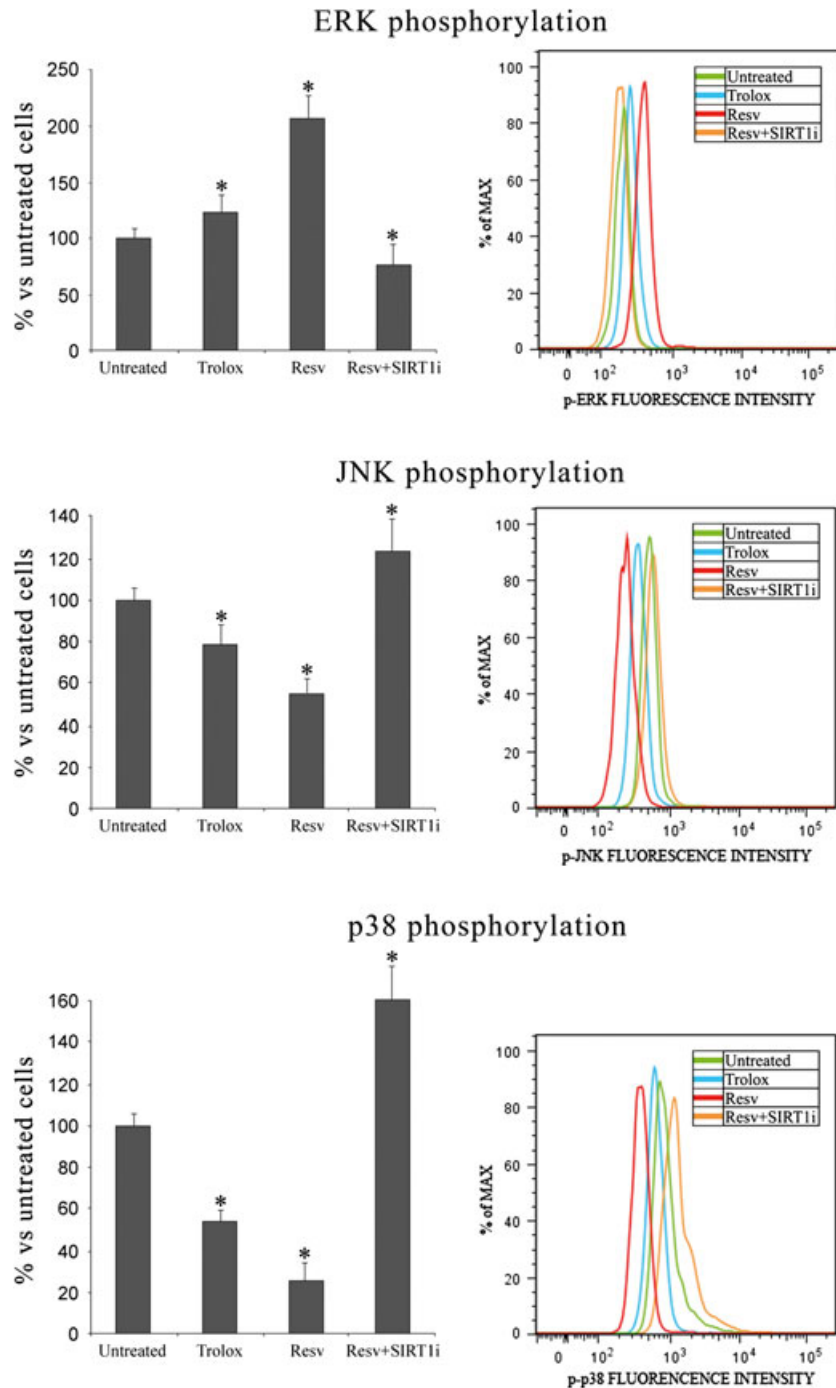 ERK phosphorylation
% vs untreated cells
250
200
150
100
50
0
*
*
*
Untreated
Trolox
Resv
Resv+SIRT1i
% of MAX
100
80
60
40
20
0
Untreated
Trolox
Resv
Resv+SIRT1i
0 10² 10³ 10⁴ 10⁵
p-ERK FLUORESCENCE INTENSITY
JNK phosphorylation
% vs untreated cells
140
120
100
80
60
40
20
0
*
*
*
Untreated
Trolox
Resv
Resv+SIRT1i
% of MAX
100
80
60
40
20
0
Untreated
Trolox
Resv
Resv+SIRT1i
0 10² 10³ 10⁴ 10⁵
p-JNK FLUORESCENCE INTENSITY
p38 phosphorylation
% vs untreated cells
160
140
120
100
80
60
40
20
0
*
*
*
Untreated
Trolox
Resv
Resv+SIRT1i
% of MAX
100
80
60
40
20
0
Untreated
Trolox
Resv
Resv+SIRT1i
0 10² 10³ 10⁴ 10⁵
p-p38 FLUORENCENCE INTENSITY